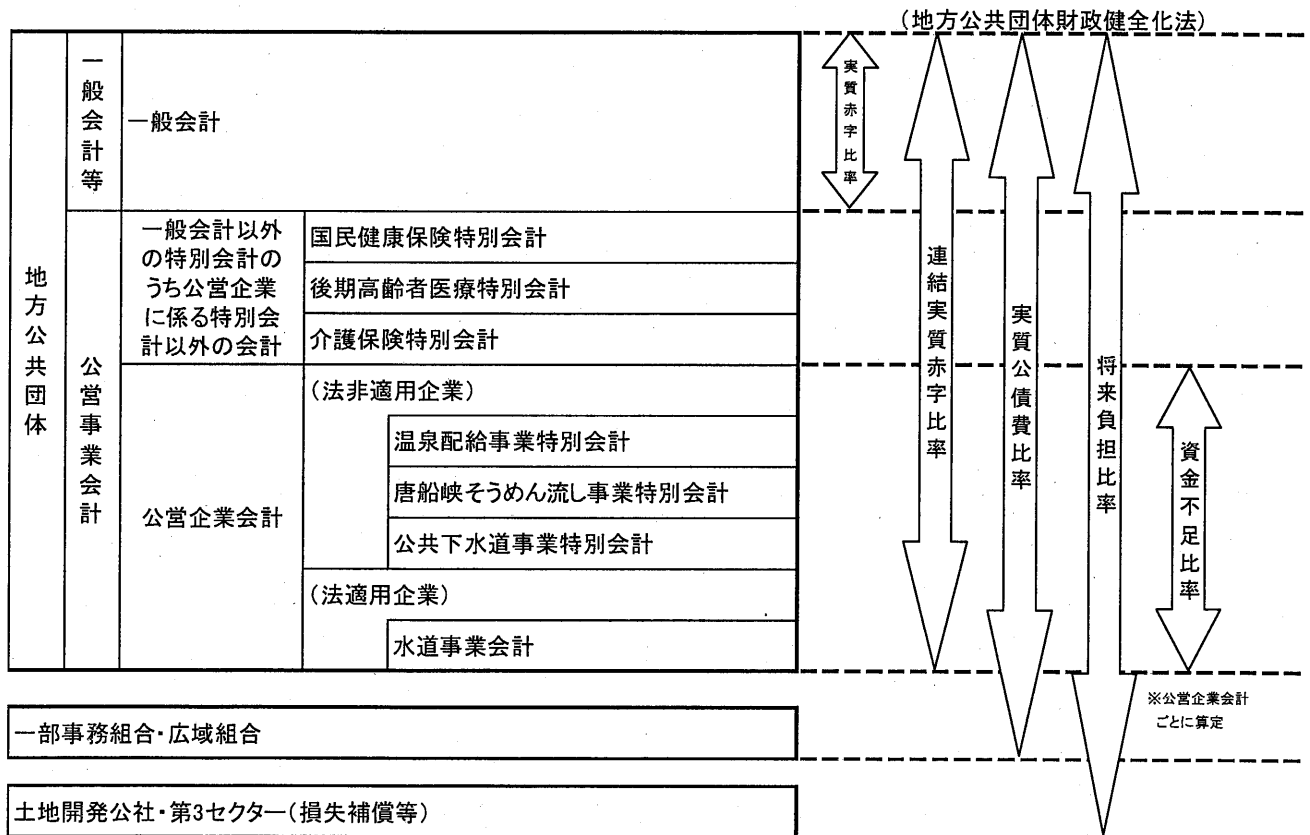 (地方公共団体財政健全化法)
地方公共団体
一般会計等
一般会計
公営事業会計
一般会計以外
の特別会計の
うち公営企業
に係る特別会
計以外の会計
国民健康保険特別会計
後期高齢者医療特別会計
介護保険特別会計
公営企業会計
(法非適用企業)
温泉配給事業特別会計
唐船峡そうめん流し事業特別会計
公共下水道事業特別会計
(法適用企業)
水道事業会計
一部事務組合・広域組合
土地開発公社・第3セクター(損失補償等)
実質赤字比率
連結実質赤字比率
実質公債費比率
将来負担比率
資金不足比率
※公営企業会計
ごとに算定